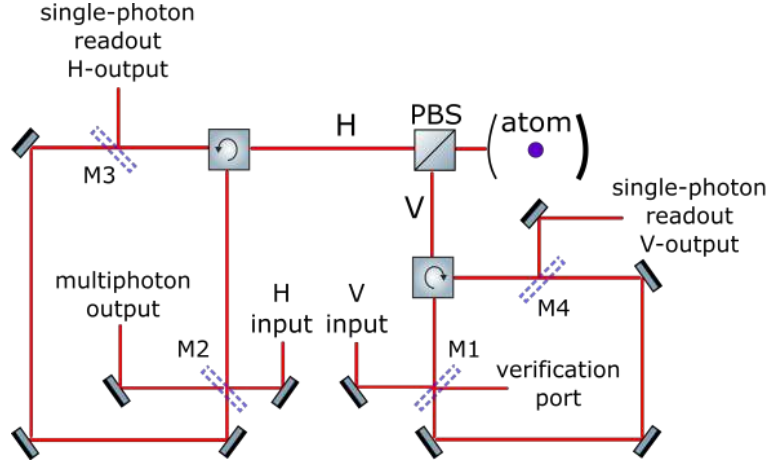 single-photon
readout
H-output
M3
H
PBS
atom
V
single-photon
readout
V-output
M4
multiphoton
output
H
input
V
input
M2
M1
verification
port